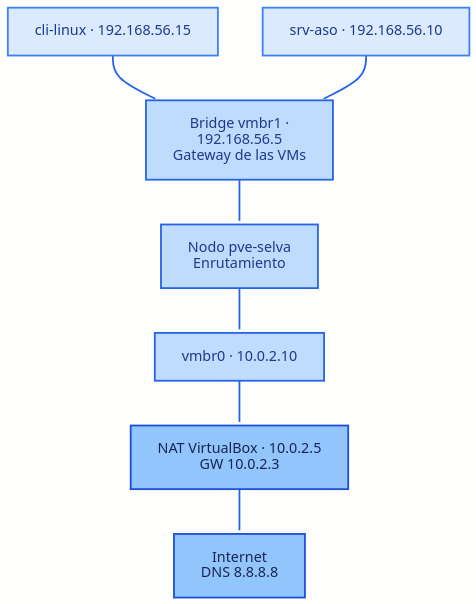 cli-linux · 192.168.56.15
srv-aso · 192.168.56.10
Bridge vmbr1 ·
192.168.56.5
Gateway de las VMs
Nodo pve-selva
Enrutamiento
vmbr0 · 10.0.2.10
NAT VirtualBox · 10.0.2.5
GW 10.0.2.3
Internet
DNS 8.8.8.8